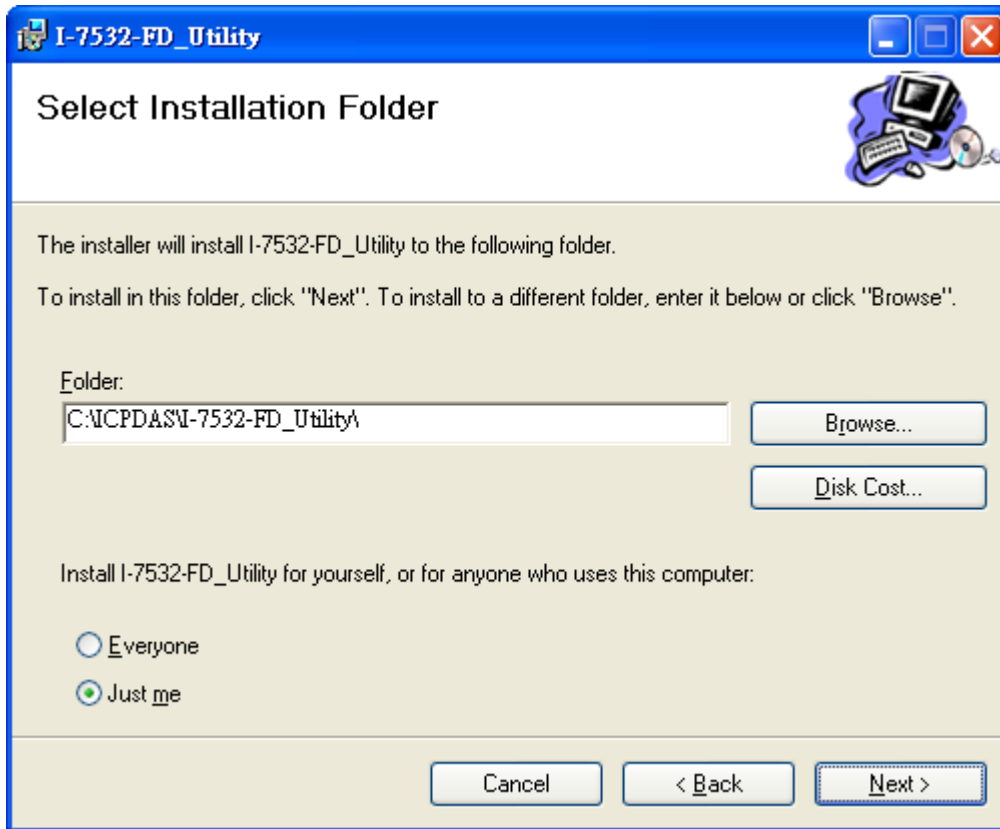 I-7532-FD_Utility
Select Installation Folder
The installer will install I-7532-FD_Utility to the following folder.
To install in this folder, click "Next". To install to a different folder, enter it below or click "Browse".
Folder:
C:\ICPDAS\I-7532-FD_Utility\
Browse...
Disk Cost...
Install I-7532-FD_Utility for yourself, or for anyone who uses this computer:
Everyone
Just me
Cancel
< Back
Next >